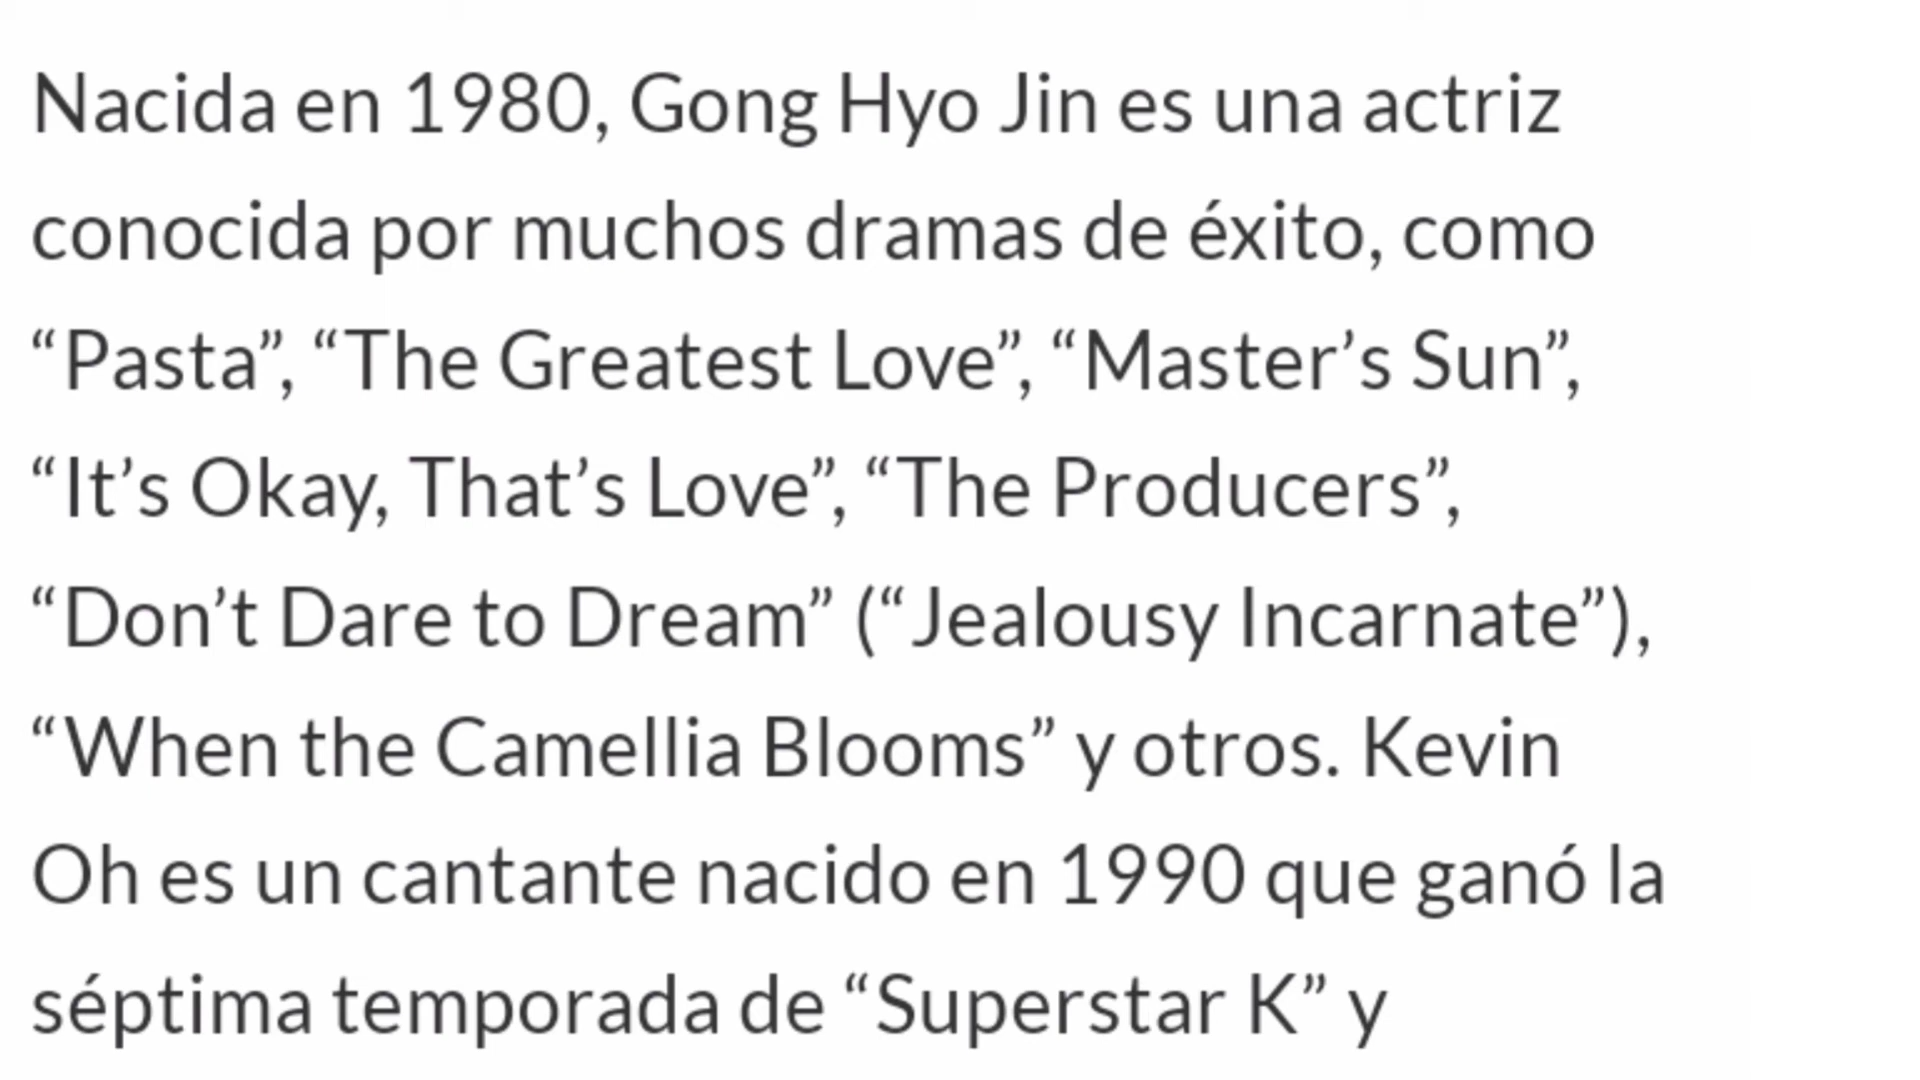 Nacida en 1980, Gong Hyo Jin es una actriz
conocida por muchos dramas de éxito, como
“Pasta”, “The Greatest Love”, “Master’s Sun”,
“It’s Okay, That’s Love”, “The Producers”,
“Don’t Dare to Dream” (“Jealousy Incarnate”),
“When the Camellia Blooms” y otros. Kevin
Oh es un cantante nacido en 1990 que ganó la
séptima temporada de “Superstar K” y